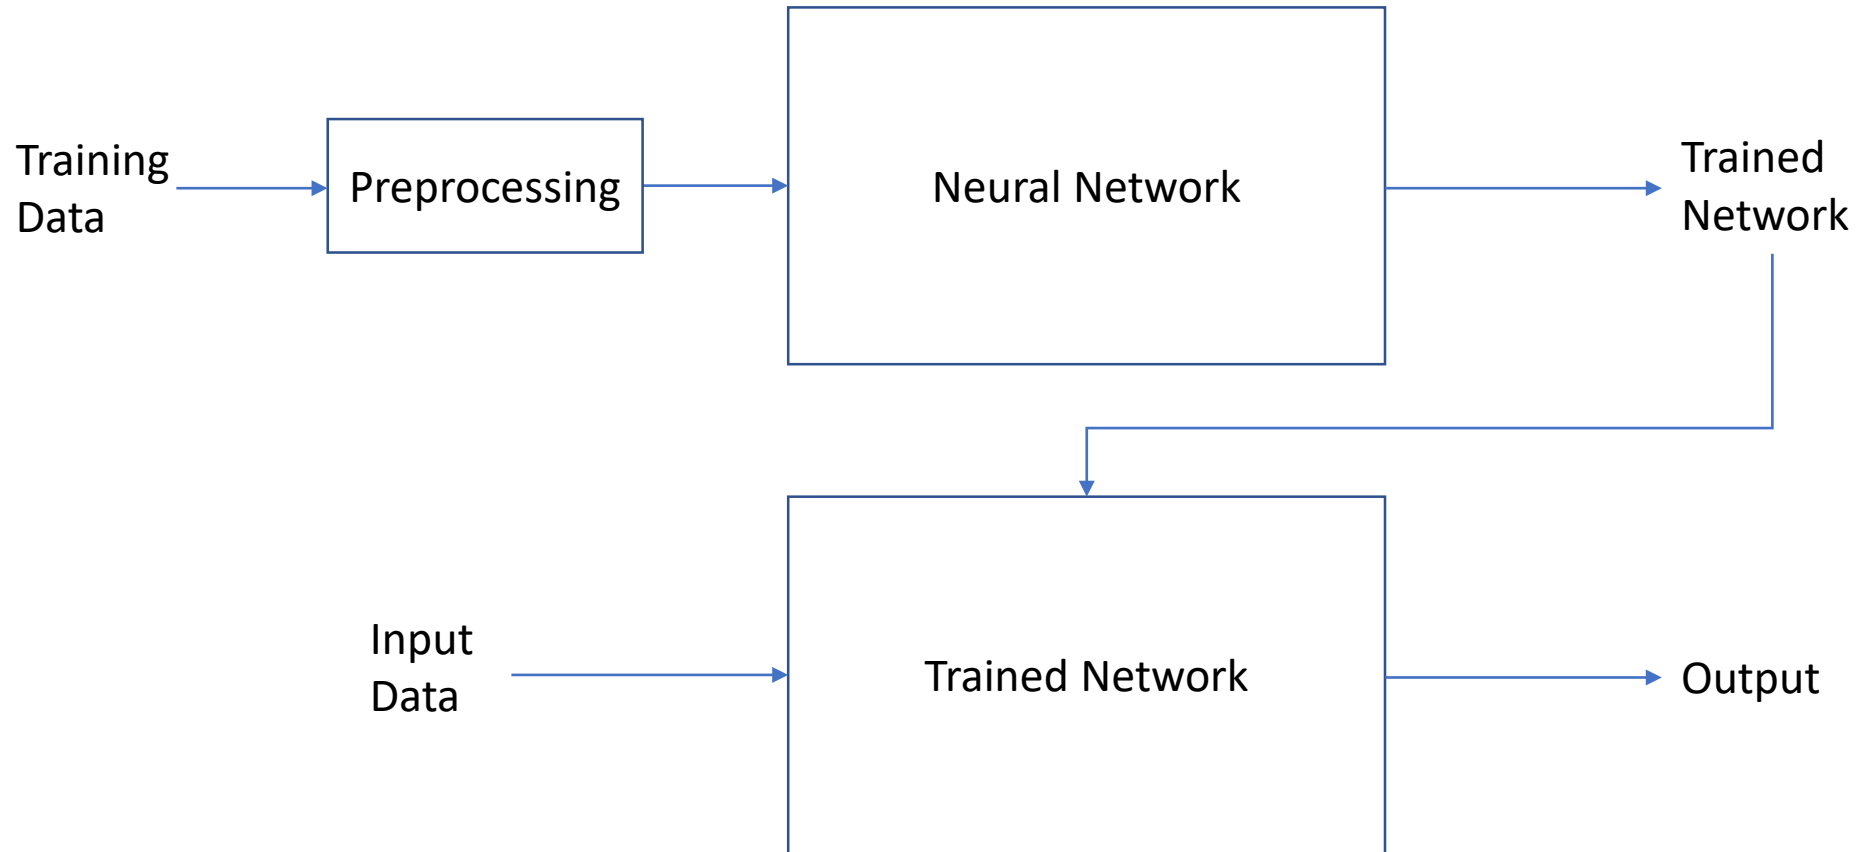 Training
Data
Preprocessing
Neural Network
Trained
Network
Input
Data
Trained Network
Output